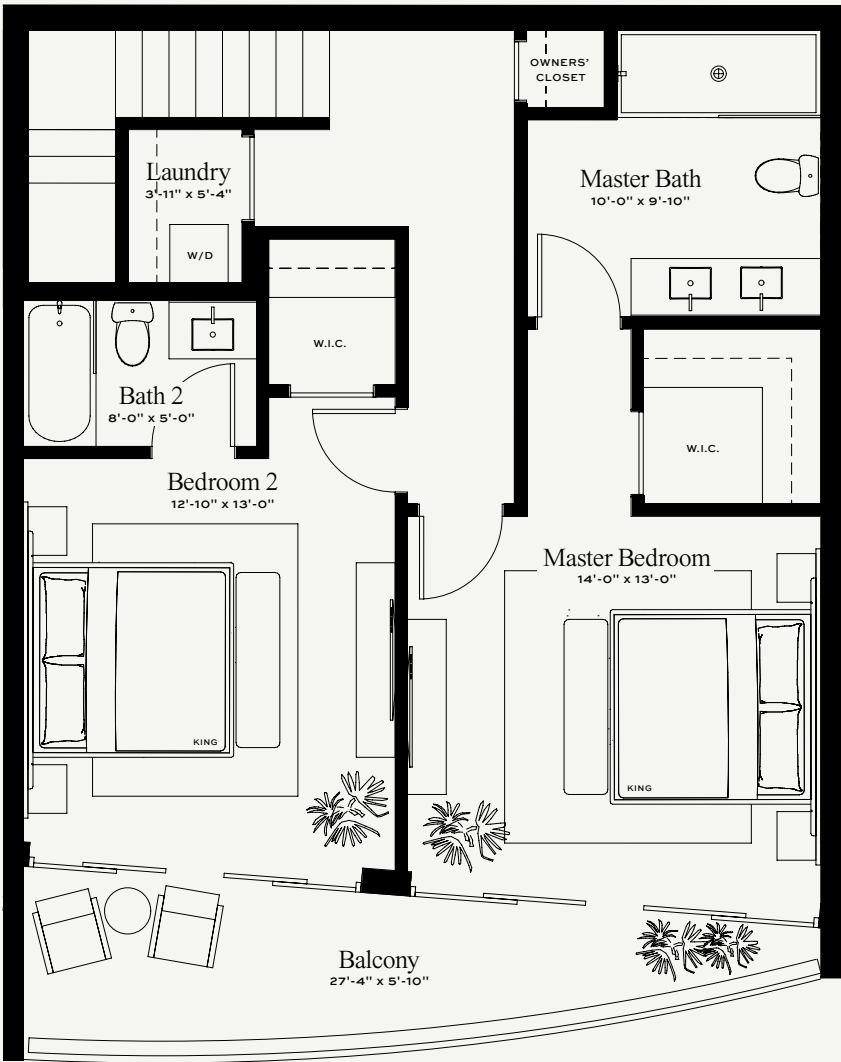 OWNERS'
CLOSET
Laundry
3'-11" x 5'-4"
W/D
Master Bath
10'-0" x 9'-10"
W.I.C.
Bath 2
8'-0" x 5'-0"
W.I.C.
Bedroom 2
12'-10" x 13'-0"
Master Bedroom
14'-0" x 13'-0"
KING
KING
Balcony
27'-4" x 5'-10"